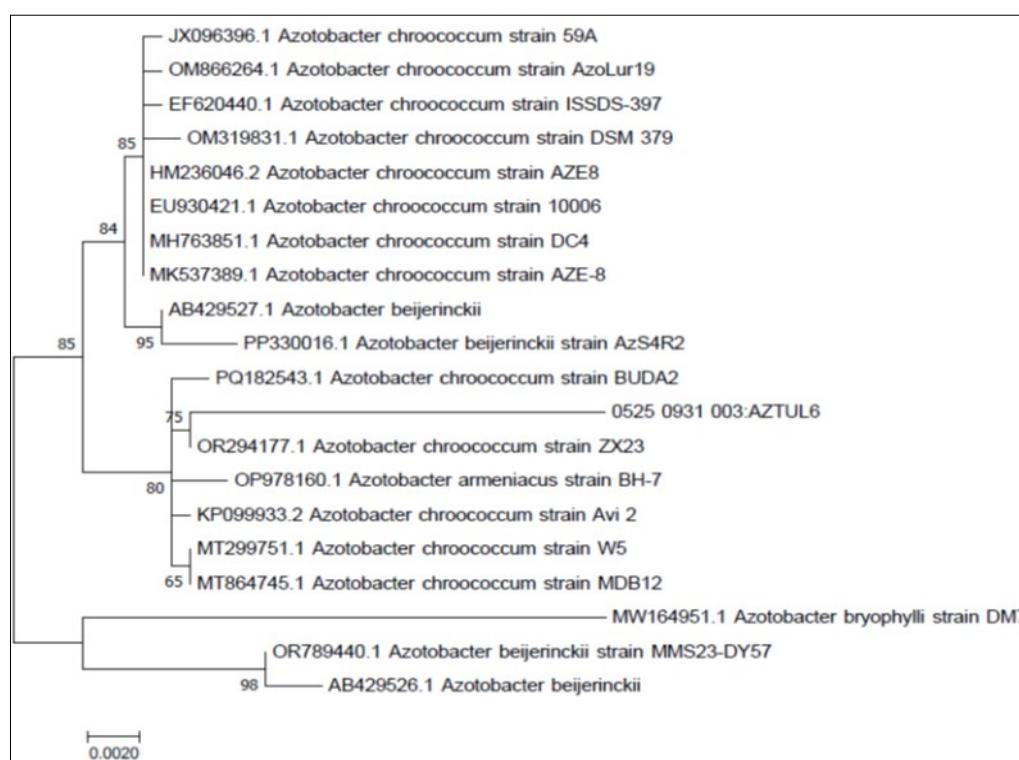 JX096396.1 Azotobacter chroococcum strain 59A
OM866264.1 Azotobacter chroococcum strain AzoLur19
EF620440.1 Azotobacter chroococcum strain ISSDS-397
OM319831.1 Azotobacter chroococcum strain DSM 379
85
HM236046.2 Azotobacter chroococcum strain AZE8
EU930421.1 Azotobacter chroococcum strain 10006
84
MH763851.1 Azotobacter chroococcum strain DC4
MK537389.1 Azotobacter chroococcum strain AZE-8
AB429527.1 Azotobacter beijerinckii
85
95
PP330016.1 Azotobacter beijerinckii strain AzS4R2
PQ182543.1 Azotobacter chroococcum strain BUDA2
75
0525 0931 003:AZTUL6
OR294177.1 Azotobacter chroococcum strain ZX23
OP978160.1 Azotobacter armeniacus strain BH-7
80
KP099933.2 Azotobacter chroococcum strain Avi 2
MT299751.1 Azotobacter chroococcum strain W5
65
MT864745.1 Azotobacter chroococcum strain MDB12
MW164951.1 Azotobacter bryophylli strain
OR789440.1 Azotobacter beijerinckii strain MMS23-DY57
98
AB429526.1 Azotobacter beijerinckii
0.0020